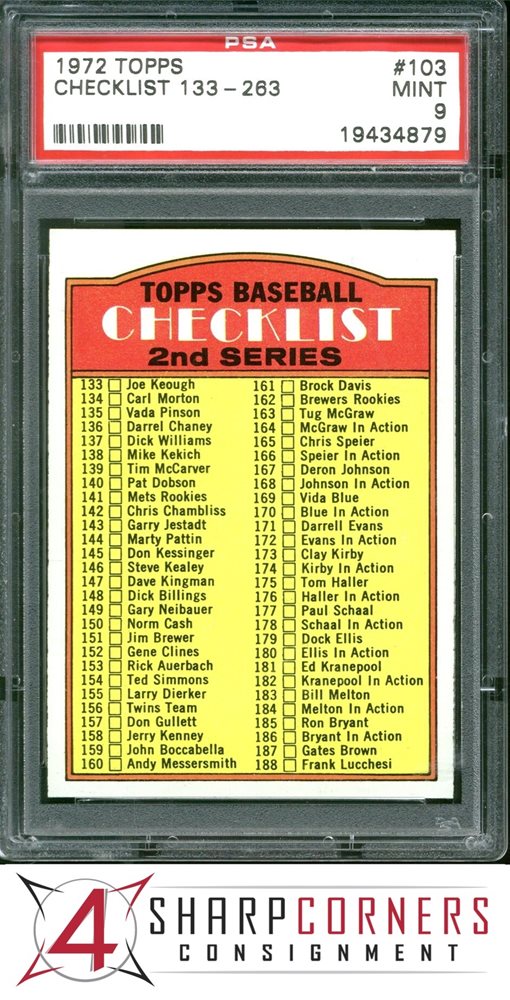 PSA
1972 TOPPS #103
CHECKLIST 133-263 MINT
9
19434879
TOPPS BASEBALL
CHECKLIST
2nd SERIES
133 Joe Keough
134 Carl Morton
135 Vada Pinson
136 Darrel Chaney
137 Dick Williams
138 Mike Kekich
139 Tim McCarver
140 Pat Dobson
141 Mets Rookies
142 Chris Chambliss
143 Garry Jestadt
144 Marty Pattin
145 Don Kessinger
146 Steve Kealey
147 Dave Kingman
148 Dick Billings
149 Gary Neibauer
150 Norm Cash
151 Jim Brewer
152 Gene Clines
153 Rick Auerbach
154 Ted Simmons
155 Larry Dierker
156 Twins Team
157 Don Gullett
158 Jerry Kenney
159 John Boccabella
160 Andy Messersmith
161 Brock Davis
162 Brewers Rookies
163 Tug McGraw
164 McGraw In Action
165 Chris Speier
166 Speier In Action
167 Deron Johnson
168 Johnson In Action
169 Vida Blue
170 Blue In Action
171 Darrell Evans
172 Evans In Action
173 Clay Kirby
174 Kirby In Action
175 Tom Haller
176 Haller In Action
177 Paul Schaal
178 Schaal In Action
179 Dock Ellis
180 Ellis In Action
181 Ed Kranepool
182 Kranepool In Action
183 Bill Melton
184 Melton In Action
185 Ron Bryant
186 Bryant In Action
187 Gates Brown
188 Frank Lucchesi
4 SHARPCORNERS
CONSIGNMENT